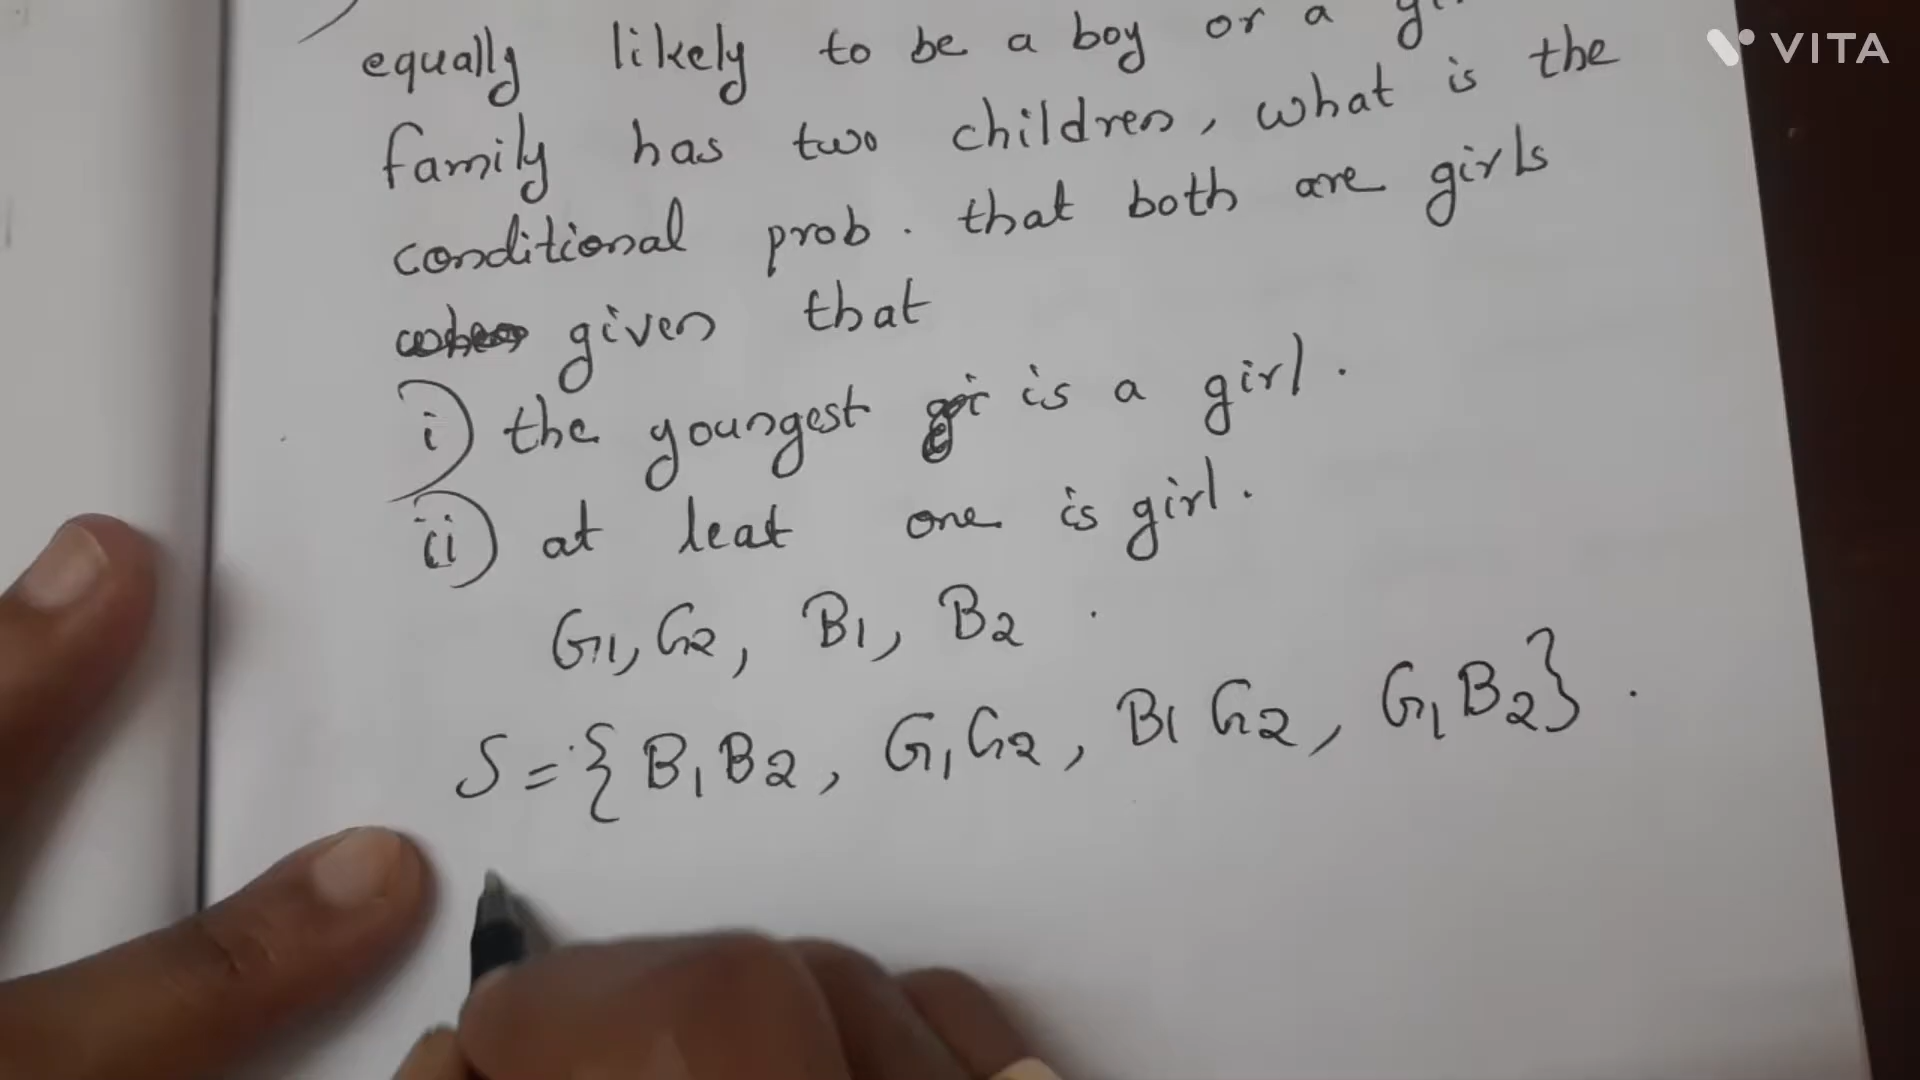 equally likely to be a boy or a
family has two children, what is the
conditional prob. that both are girls
given that
i) the youngest is a girl.
ii) at leat one is girl.
G1, G2, B1, B2.
S = { B1B2, G1G2, B1G2, G1B2}.
VITA